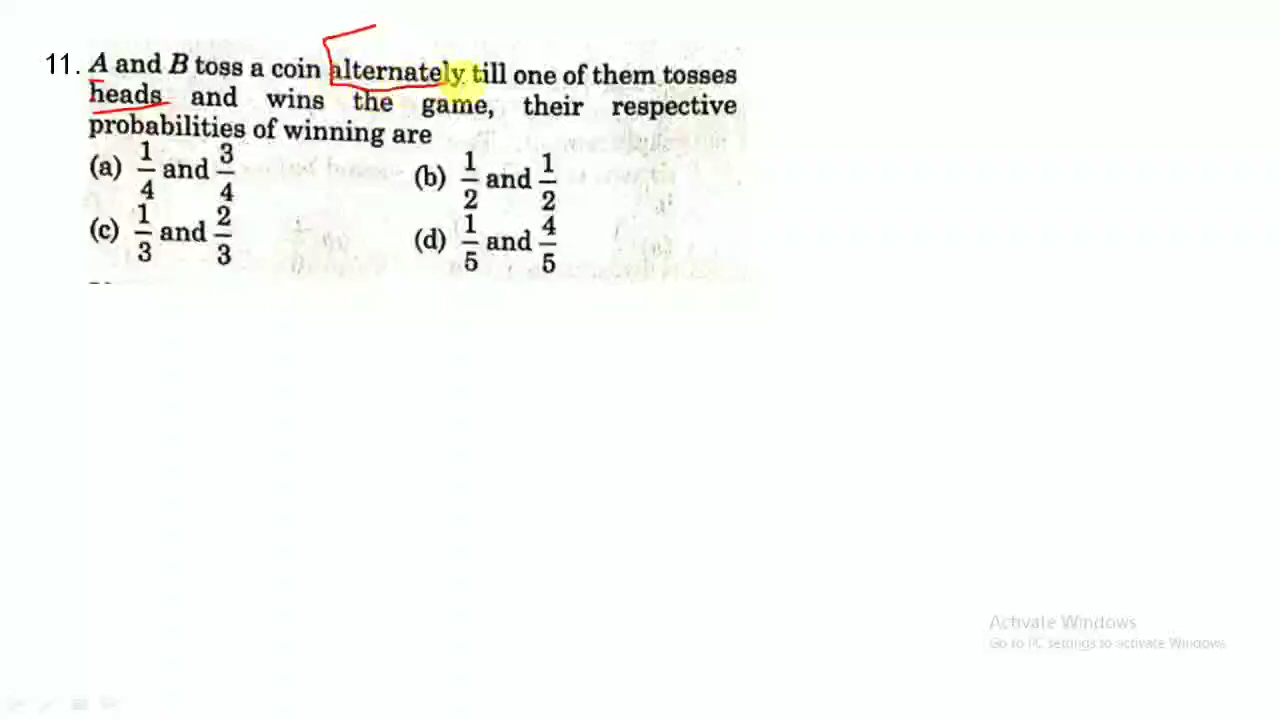 11. A and B toss a coin alternately till one of them tosses
heads and wins the game, their respective
probabilities of winning are
(a) 1/4 and 3/4 (b) 1/2 and 1/2
(c) 1/3 and 2/3 (d) 1/5 and 4/5
Activate Windows
Go to PC settings to activate Windows.